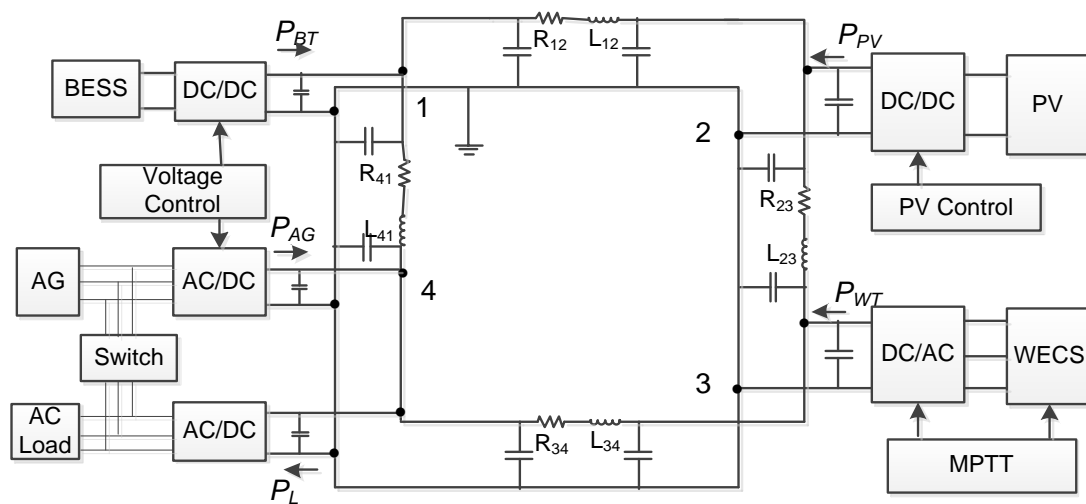 P_BT
R_12
L_12
P_PV
BESS
DC/DC
DC/DC
PV
1
2
Voltage
Control
R_41
R_23
PV Control
P_AG
L_41
L_23
AG
AC/DC
4
P_WT
Switch
DC/AC
WECS
3
AC
Load
AC/DC
R_34
L_34
MPTT
P_L